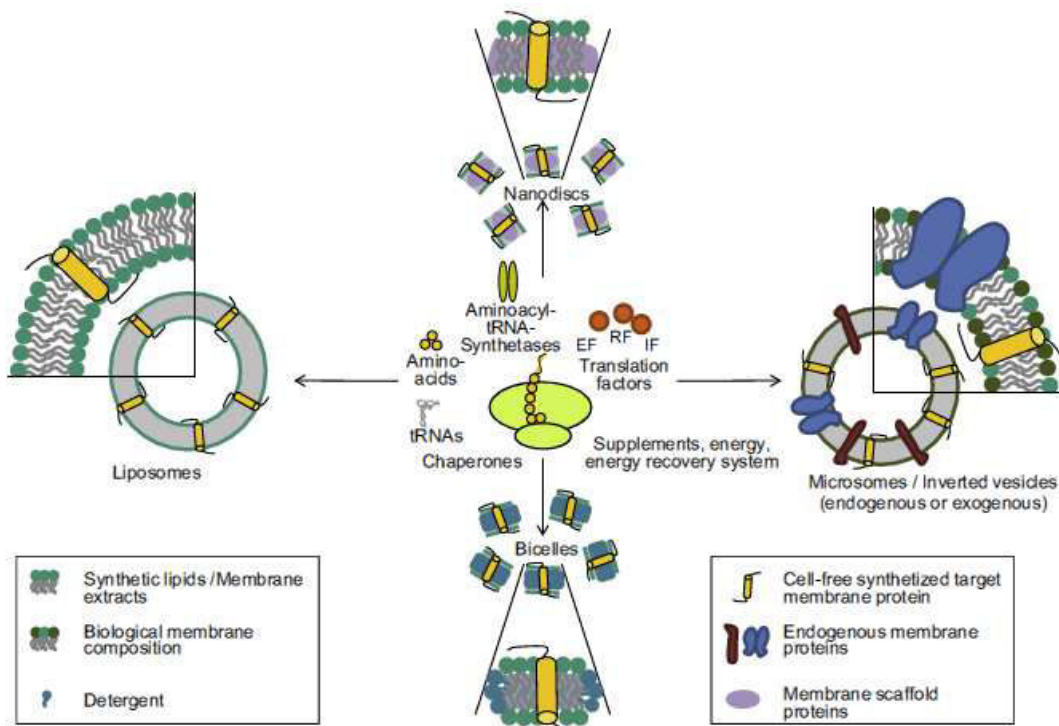 Nanodiscs
Aminoacyl-
tRNA-
Synthetases
Amino-
acids
EF
RF
IF
Translation
factors
tRNAs
Chaperones
Supplements, energy,
energy recovery system
Liposomes
Microsomes / Inverted vesicles
(endogenous or exogenous)
Bicelles
Synthetic lipids /Membrane
extracts
Biological membrane
composition
Detergent
Cell-free synthetized target
membrane protein
Endogenous membrane
proteins
Membrane scaffold
proteins